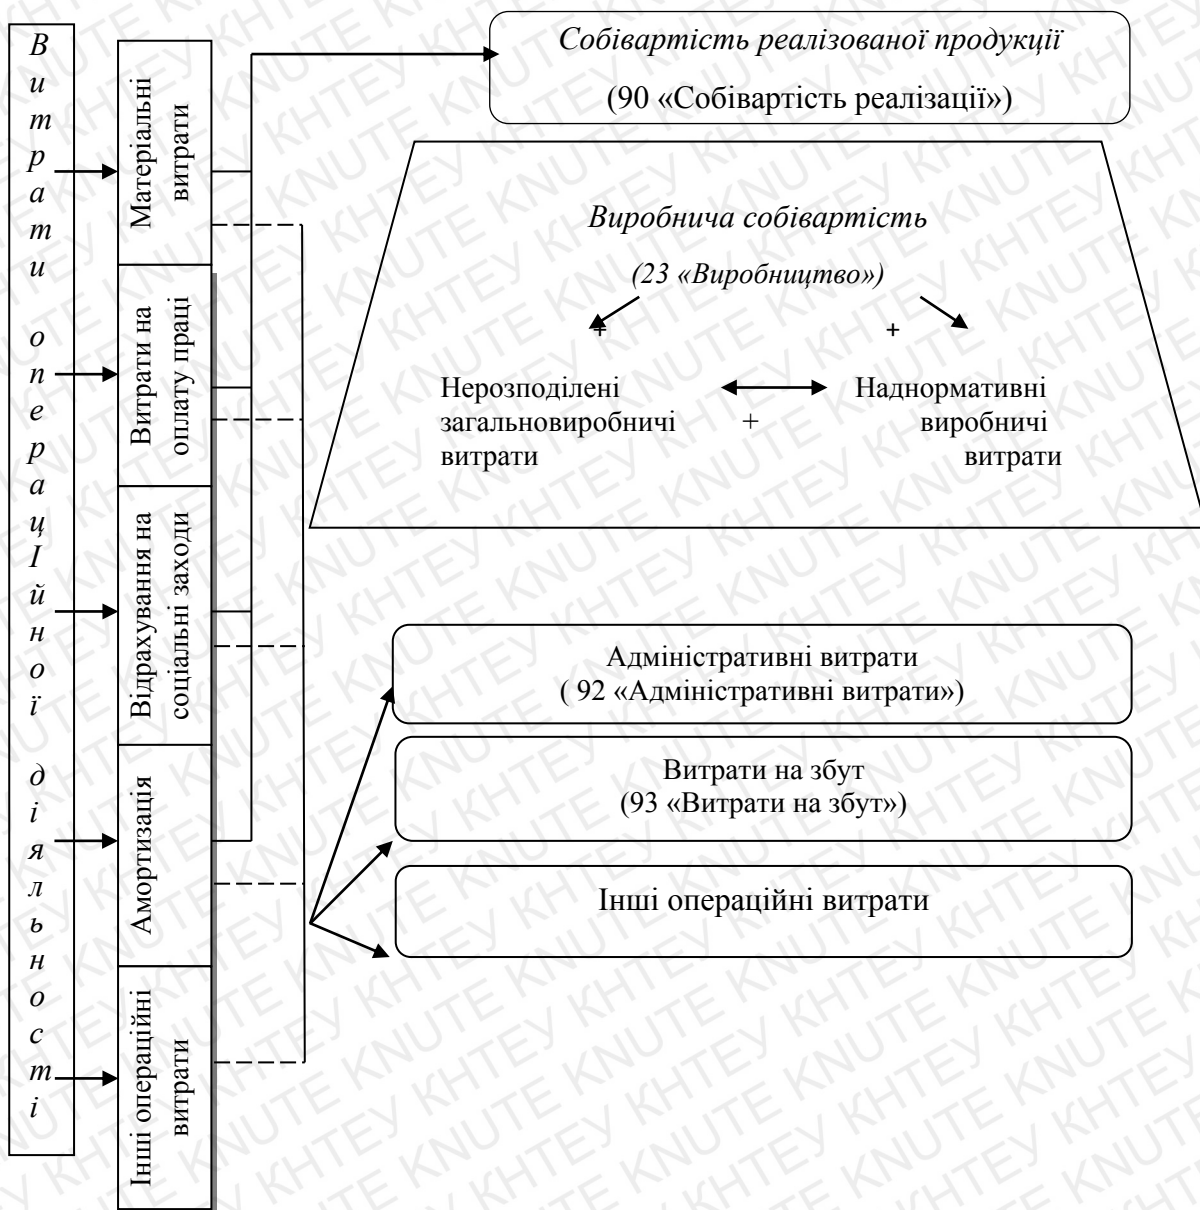 Витрати операцІйної діяльності
Матеріальні
витрати
Витрати на
оплату праці
Відрахування на
соціальні заходи
Амортизація
Інші операційні
витрати
Собівартість реалізованої продукції
(90 «Собівартість реалізації»)
Виробнича собівартість
(23 «Виробництво»)
+ +
Нерозподілені
загальновиробничі
витрати
+
Наднормативні
виробничі
витрати
Адміністративні витрати
( 92 «Адміністративні витрати»)
Витрати на збут
(93 «Витрати на збут»)
Інші операційні витрати
KNUTE КНТЕУ